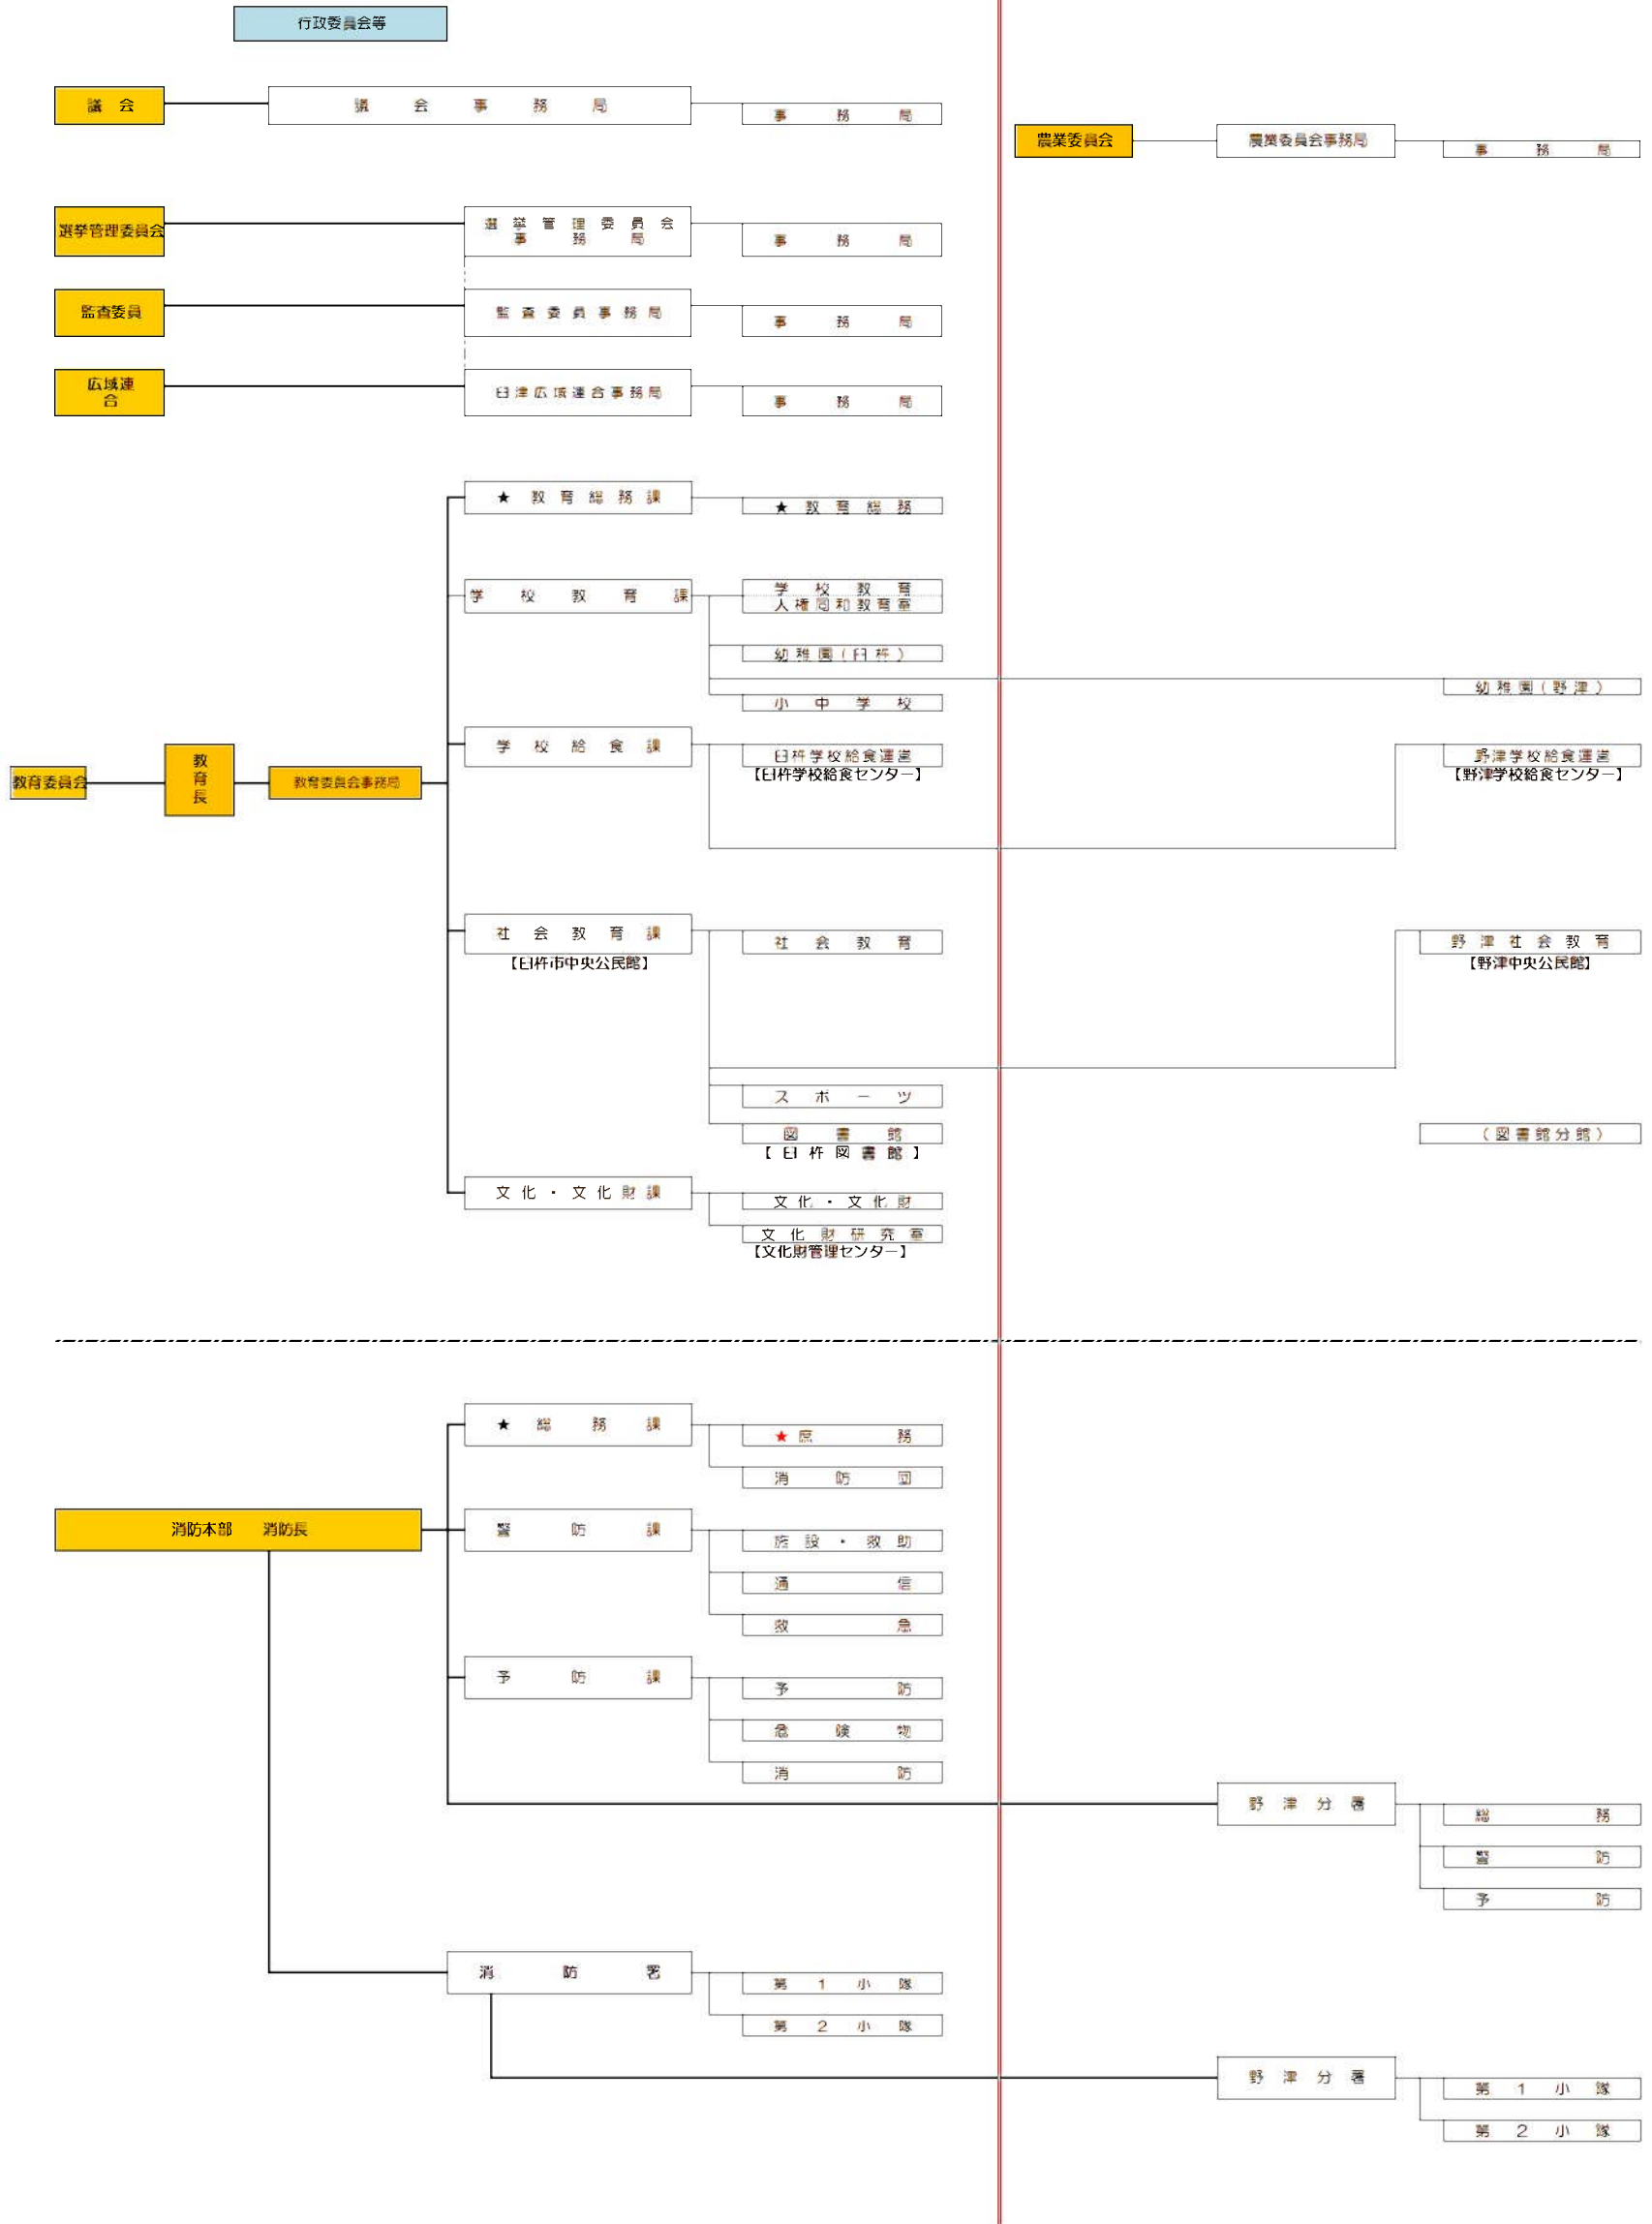 行政委員会等
議会
議会事務局
事務局
農業委員会
農業委員会事務局
事務局
選挙管理委員会
選挙管理委員会
事務局
事務局
監査委員
監査委員事務局
事務局
広域連
合
臼津広域連合事務局
事務局
★教育総務課
★教育総務
学校教育課
学校教育
人権同和教育室
幼稚園(臼杵)
幼稚園(野津)
小中学校
学校給食課
臼杵学校給食運営
【臼杵学校給食センター】
野津学校給食運営
【野津学校給食センター】
教育委員会
教
育
長
教育委員会事務局
社会教育課
【臼杵市中央公民館】
社会教育
野津社会教育
【野津中央公民館】
スポーツ
図書館
【臼杵図書館】
(図書館分館)
文化・文化財課
文化・文化財
文化財研究室
【文化財管理センター】
★総務課
★庶務
消防団
消防本部 消防長
警防課
施設・救助
通信
救急
予防課
予防
危険物
消防
野津分署
総務
警防
予防
消防署
第1小隊
第2小隊
野津分署
第1小隊
第2小隊